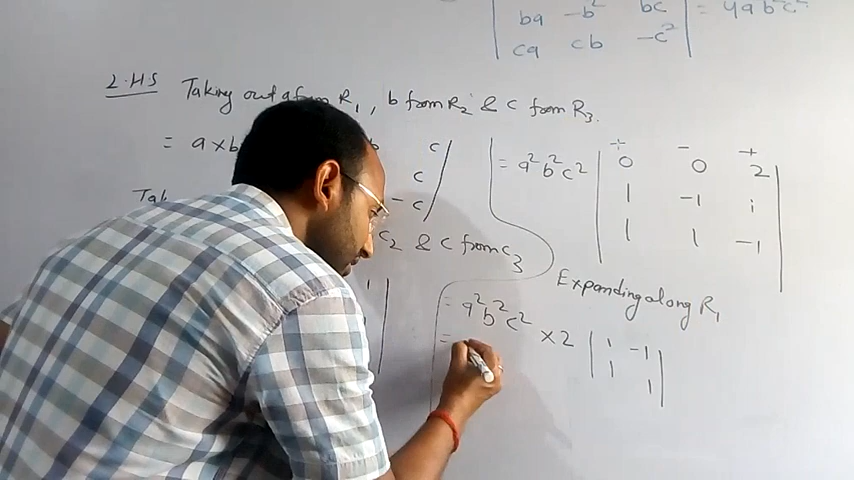 ba -b² bc = 4a²b²c²
ca cb -c²
L.H.S Taking out a from R₁, b from R₂ & c from R₃.
= a×b c
c
-c
Tak
C₂ & c from C₃
= a²b²c² | 0 0 2 |
+ - +
1 -1 1
1 1 -1
Expanding along R₁
= a²b²c² × 2 | 1 -1 |
1 1
=